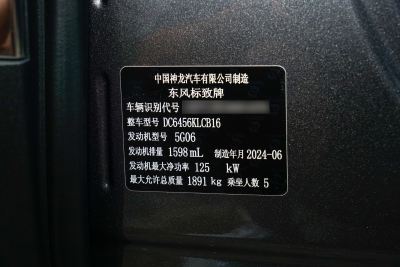 中国神龙汽车有限公司制造
东风标致牌
车辆识别代号
整车型号 DC6456KLCB16
发动机型号 5G06
发动机排量 1598 mL 制造年月 2024-06
发动机最大净功率 125 kW
最大允许总质量 1891 kg 乘坐人数 5